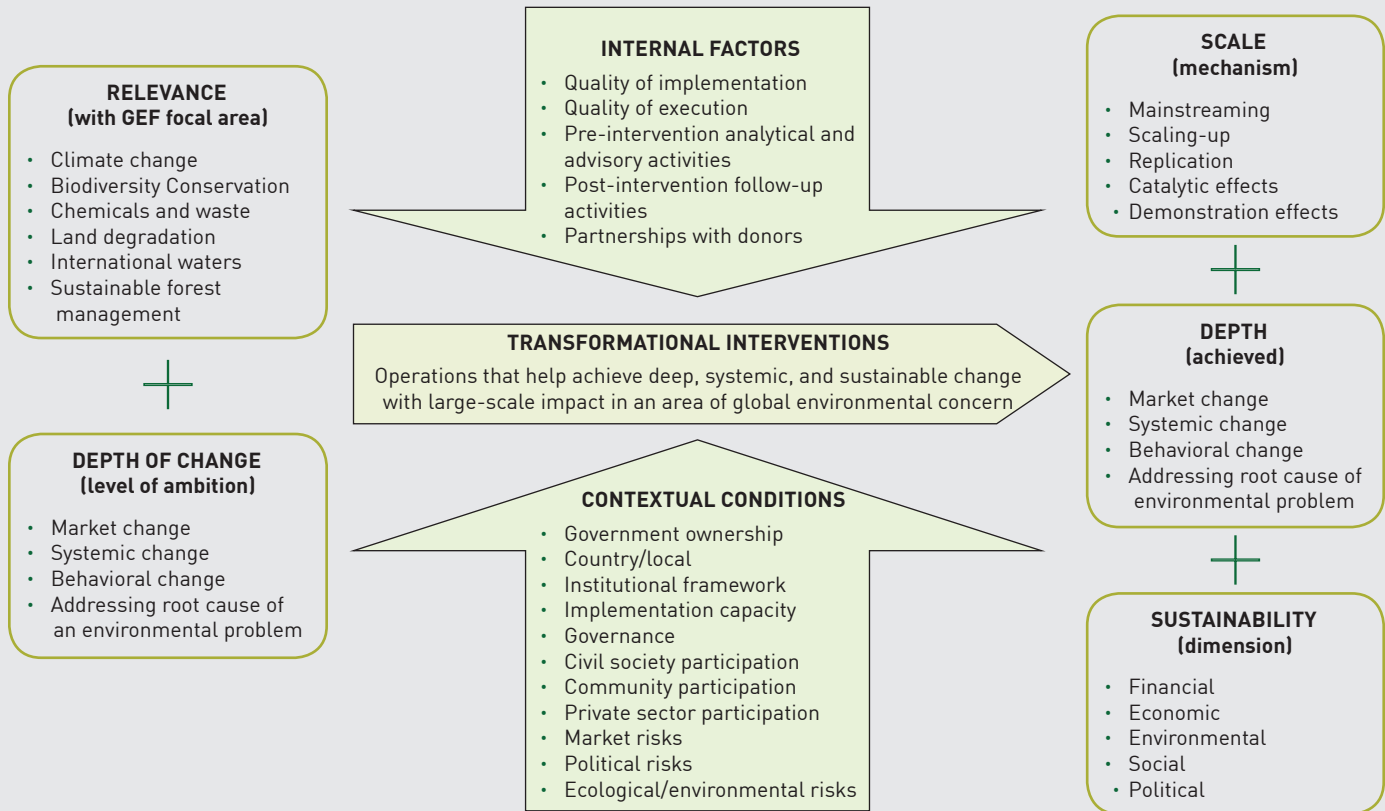 RELEVANCE
(with GEF focal area)
• Climate change
• Biodiversity Conservation
• Chemicals and waste
• Land degradation
• International waters
• Sustainable forest
management
DEPTH OF CHANGE
(level of ambition)
• Market change
• Systemic change
• Behavioral change
• Addressing root cause of
an environmental problem
INTERNAL FACTORS
• Quality of implementation
• Quality of execution
• Pre-intervention analytical and
advisory activities
• Post-intervention follow-up
activities
• Partnerships with donors
TRANSFORMATIONAL INTERVENTIONS
Operations that help achieve deep, systemic, and sustainable change
with large-scale impact in an area of global environmental concern
CONTEXTUAL CONDITIONS
• Government ownership
• Country/local
• Institutional framework
• Implementation capacity
• Governance
• Civil society participation
• Community participation
• Private sector participation
• Market risks
• Political risks
• Ecological/environmental risks
SCALE
(mechanism)
• Mainstreaming
• Scaling-up
• Replication
• Catalytic effects
• Demonstration effects
DEPTH
(achieved)
• Market change
• Systemic change
• Behavioral change
• Addressing root cause of
environmental problem
SUSTAINABILITY
(dimension)
• Financial
• Economic
• Environmental
• Social
• Political